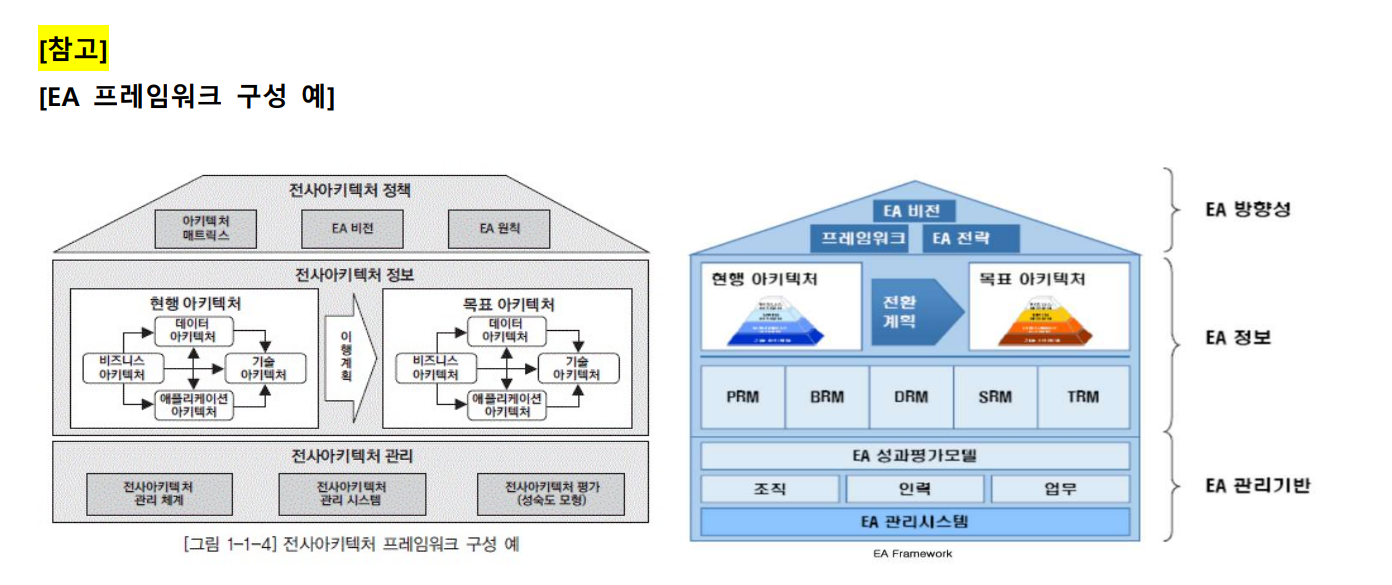 [참고]
[EA 프레임워크 구성 예]
전사아키텍처 정책
아키텍처
매트릭스
EA 비전
EA 원칙
전사아키텍처 정보
현행 아키텍처
데이터
아키텍처
비즈니스
아키텍처
기술
아키텍처
애플리케이션
아키텍처
이
행
계
획
목표 아키텍처
데이터
아키텍처
비즈니스
아키텍처
기술
아키텍처
애플리케이션
아키텍처
전사아키텍처 관리
전사아키텍처
관리 체계
전사아키텍처
관리 시스템
전사아키텍처 평가
(성숙도 모형)
[그림 1-1-4] 전사아키텍처 프레임워크 구성 예
EA 비전
프레임워크
EA 전략
현행 아키텍처
전환
계획
목표 아키텍처
PRM
BRM
DRM
SRM
TRM
EA 성과평가모델
조직
인력
업무
EA 관리시스템
EA Framework
EA 방향성
EA 정보
EA 관리기반